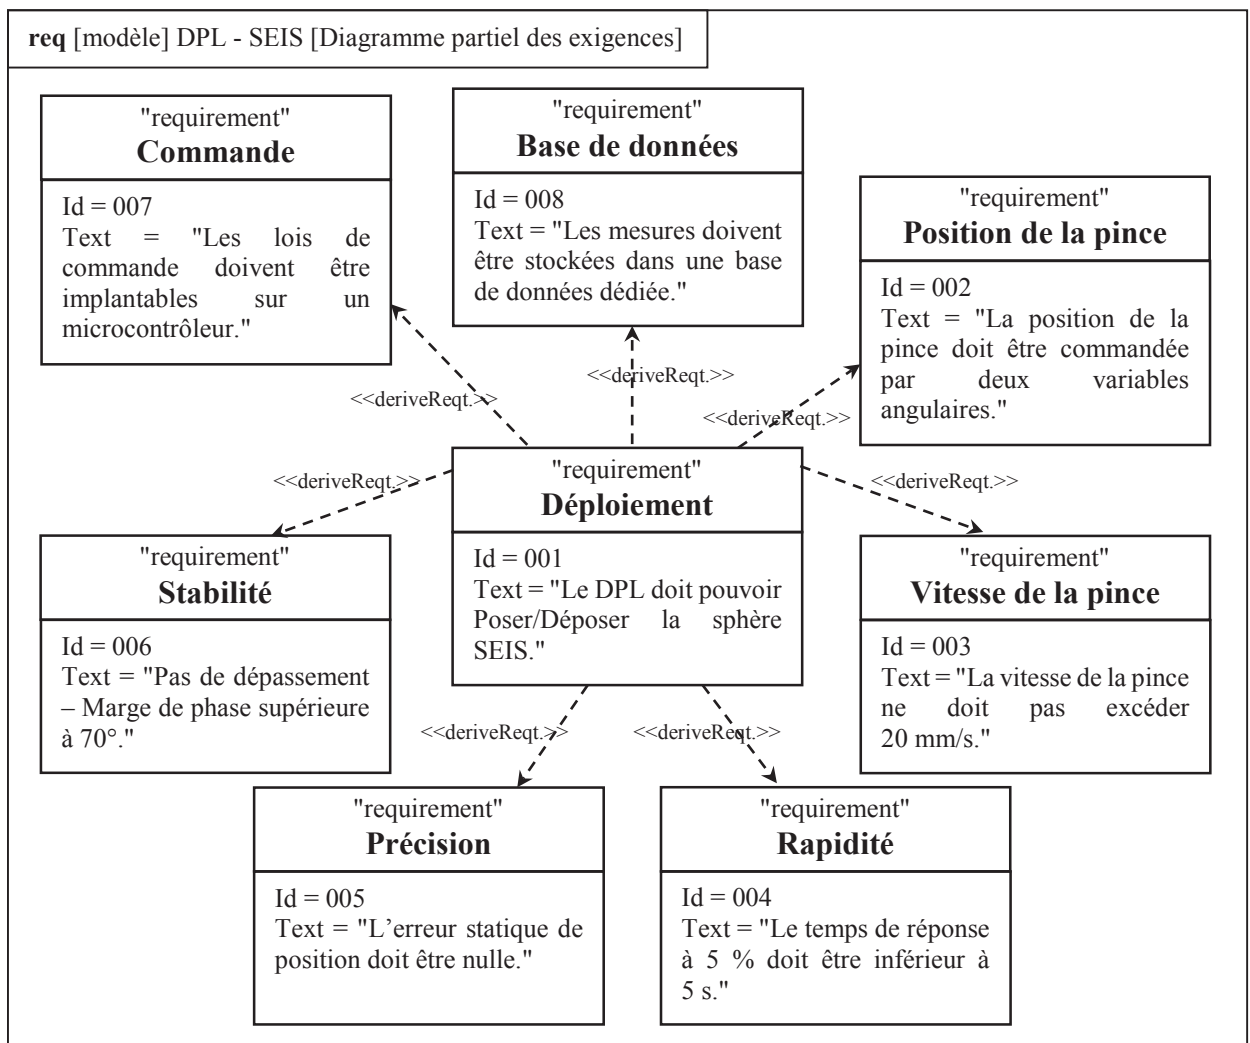 req [modèle] DPL - SEIS [Diagramme partiel des exigences]
"requirement"
Commande
Id = 007
Text = "Les lois de
commande doivent être
implantables sur un
microcontrôleur."
"requirement"
Base de données
Id = 008
Text = "Les mesures doivent
être stockées dans une base
de données dédiée."
"requirement"
Position de la pince
Id = 002
Text = "La position de la
pince doit être commandée
par deux variables
angulaires."
<<deriveReqt.>>
<<deriveReqt.>>
<<deriveReqt.>>
<<deriveReqt.>>
<<deriveReqt.>>
"requirement"
Déploiement
Id = 001
Text = "Le DPL doit pouvoir
Poser/Déposer la sphère
SEIS."
"requirement"
Stabilité
Id = 006
Text = "Pas de dépassement
– Marge de phase supérieure
à 70°."
"requirement"
Vitesse de la pince
Id = 003
Text = "La vitesse de la pince
ne doit pas excéder
20 mm/s."
<<deriveReqt.>>
<<deriveReqt.>>
"requirement"
Précision
Id = 005
Text = "L’erreur statique de
position doit être nulle."
"requirement"
Rapidité
Id = 004
Text = "Le temps de réponse
à 5 % doit être inférieur à
5 s."